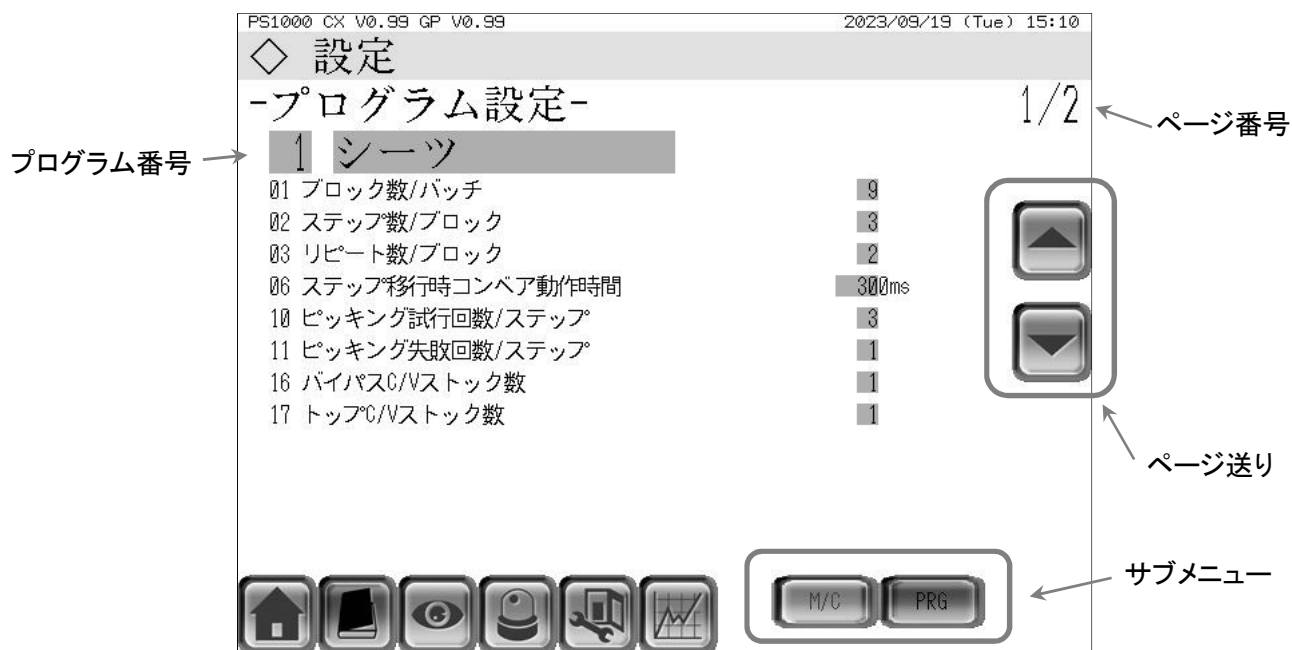 PS1000 CX V0.99 GP V0.99 2023/09/19 (Tue) 15:10
◇ 設定
-プログラム設定- 1/2
ページ番号
プログラム番号
1 シーツ
01 ブロック数/バッチ 9
02 ステップ数/ブロック 3
03 リピート数/ブロック 2
06 ステップ移行時コンベア動作時間 300ms
10 ピッキング試行回数/ステップ 3
11 ピッキング失敗回数/ステップ 1
16 バイパスC/Vストック数 1
17 トップC/Vストック数 1
ページ送り
サブメニュー
M/C PRG